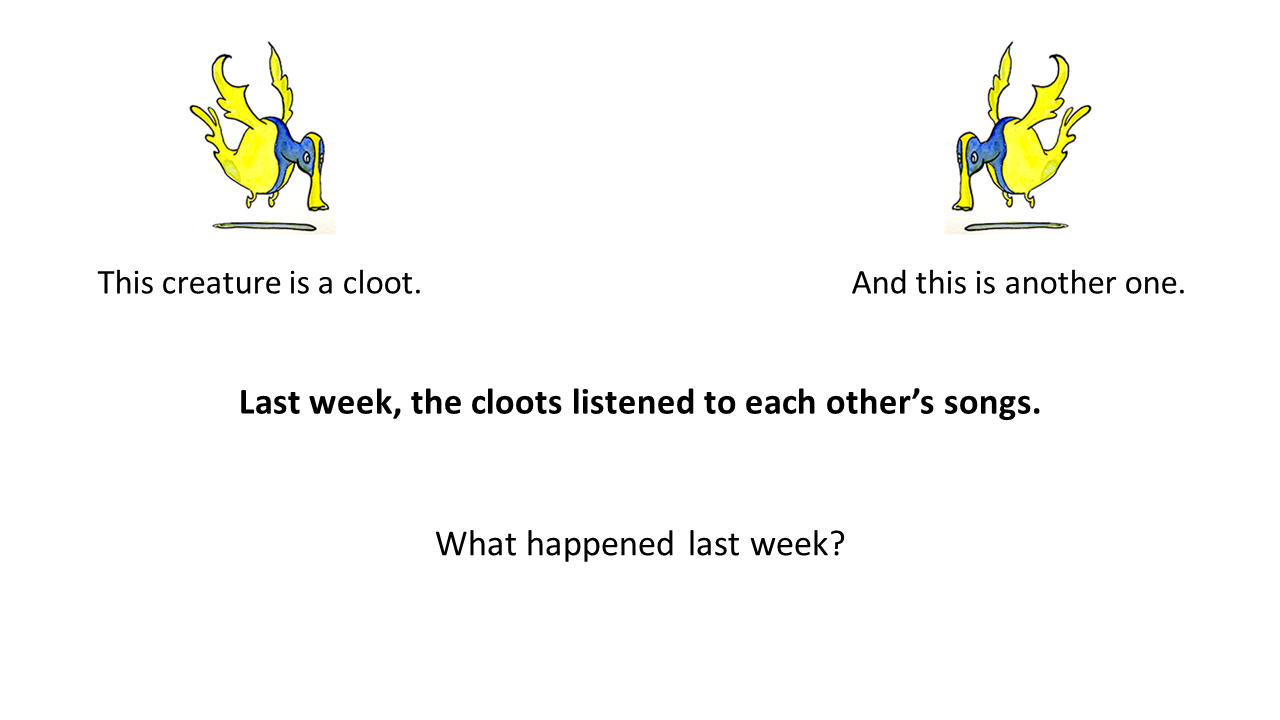 This creature is a cloot.
And this is another one.
Last week, the cloots listened to each other’s songs.
What happened last week?